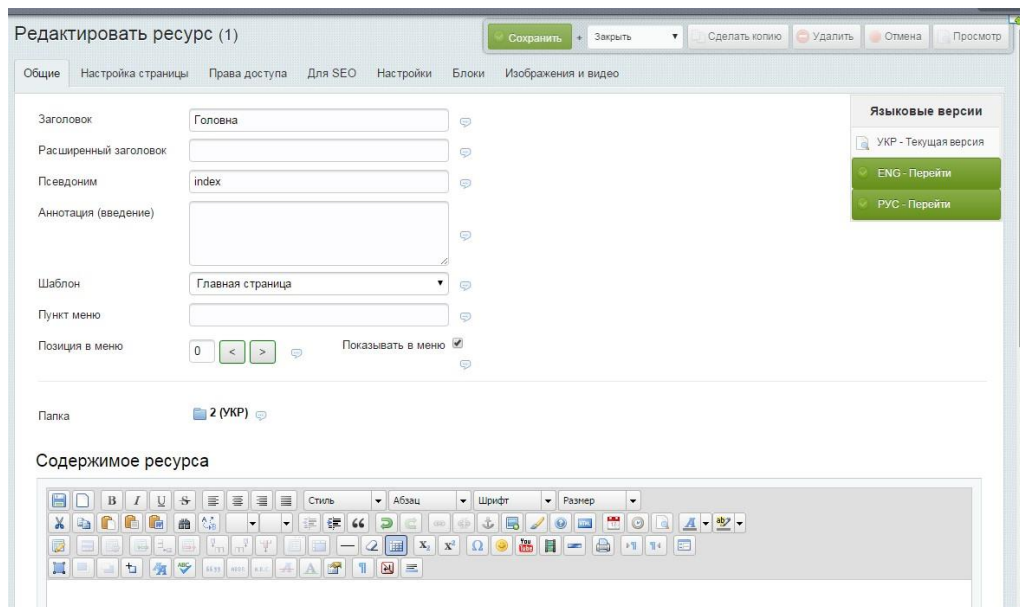 Редактировать ресурс (1)
Сохранить + Закрыть Сделать копию Удалить Отмена Просмотр
Общие Настройка страницы Права доступа Для SEO Настройки Блоки Изображения и видео
Языковые версии
УКР - Текущая версия
ENG - Перейти
РУС - Перейти
Заголовок Головна
Расширенный заголовок
Псевдоним index
Аннотация (введение)
Шаблон Главная страница
Пункт меню
Позиция в меню 0 < > Показывать в меню
Папка 2 (УКР)
Содержимое ресурса
B I U S Стиль Абзац Шрифт Размер
You Tube
ABC A